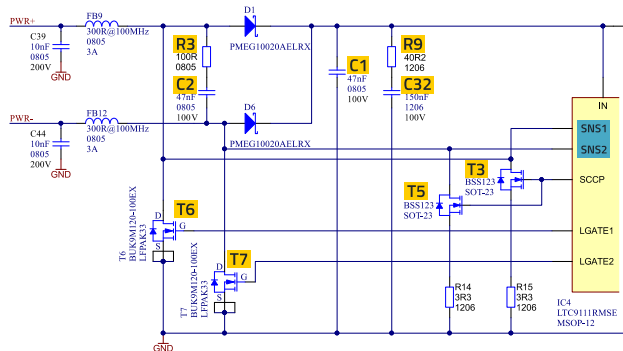 PWR+
FB9
300R@100MHz
0805
3A
C39
10nF
0805
200V
GND
D1
PMEG10020AELRX
R3
100R
0805
C2
47nF
0805
100V
C1
47nF
0805
100V
R9
40R2
1206
C32
150nF
1206
100V
PWR-
FB12
300R@100MHz
0805
3A
C44
10nF
0805
200V
GND
D6
PMEG10020AELRX
IN
SNS1
SNS2
SCCP
LGATE1
LGATE2
IC4
LTC9111RMSE
MSOP-12
T3
BSS123
SOT-23
T5
BSS123
SOT-23
T6
D
G
S
T6
BUK9M120-100EX
LFPAK33
T7
D
G
S
T7
BUK9M120-100EX
LFPAK33
R14
3R3
1206
R15
3R3
1206
GND